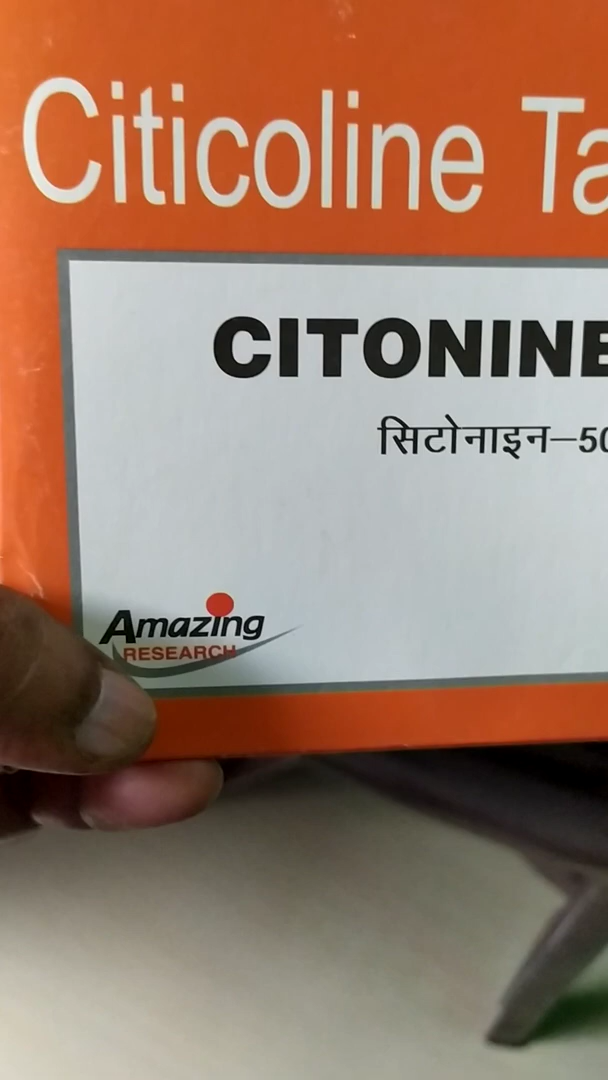 Citicoline Ta
CITONINE
सिटोनाइन–50
Amazing
RESEARCH